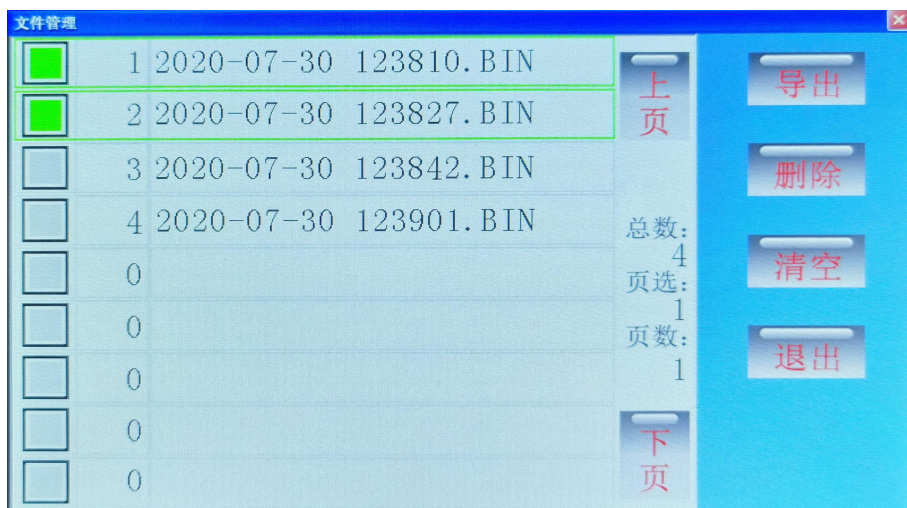 文件管理
1 2020-07-30 123810.BIN
2 2020-07-30 123827.BIN
3 2020-07-30 123842.BIN
4 2020-07-30 123901.BIN
0
0
0
0
0
上
页
总数:
4
页选:
1
页数:
1
下
页
导出
删除
清空
退出